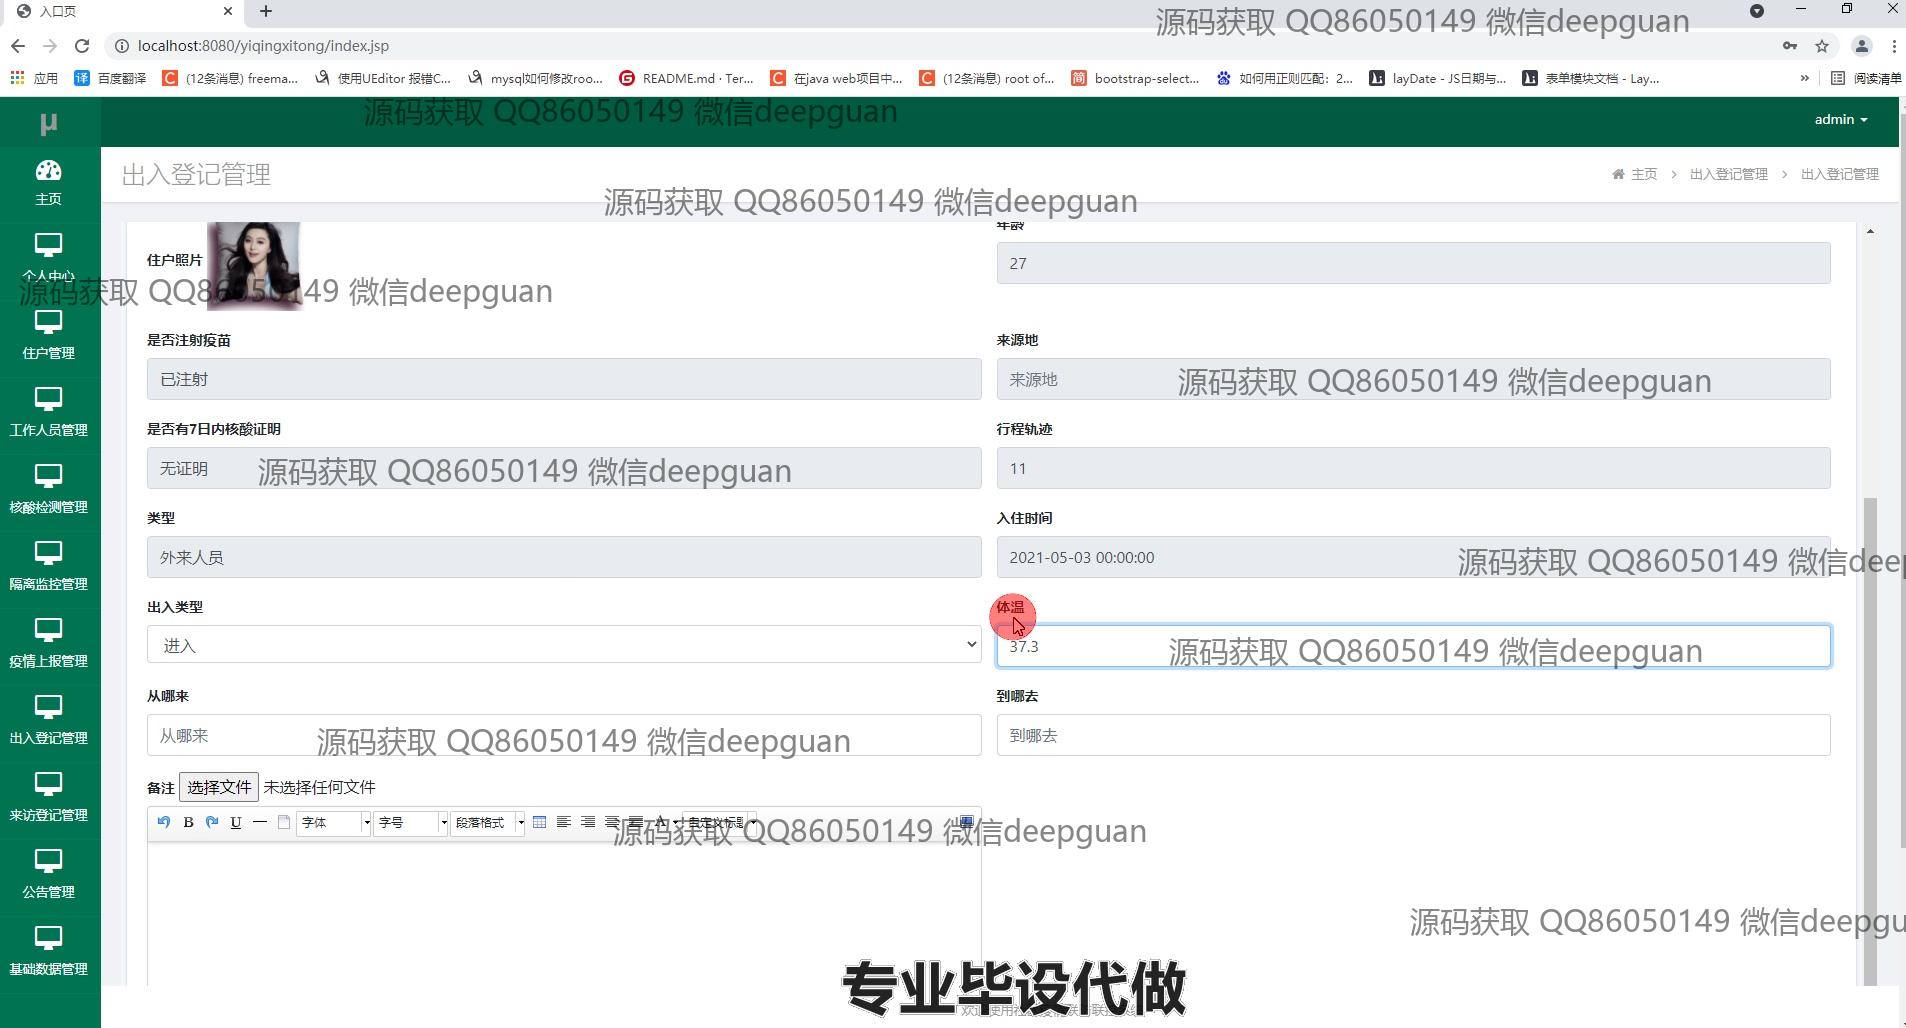 入口页
源码获取 QQ86050149 微信deepguan
localhost:8080/yiqingxitong/index.jsp
应用
百度翻译
(12条消息) freema...
使用UEditor 报错C...
mysql如何修改roo...
README.md · Ter...
在java web项目中...
(12条消息) root of...
bootstrap-select...
如何用正则匹配：2...
layDate - JS日期与...
表单模块文档 - Lay...
阅读清单
源码获取 QQ86050149 微信deepguan
μ
admin
主页
出入登记管理
主页 > 出入登记管理 > 出入登记管理
源码获取 QQ86050149 微信deepguan
年龄
个人中心
住户照片
27
源码获取 QQ86050149 微信deepguan
住户管理
是否注射疫苗
来源地
已注射
来源地
源码获取 QQ86050149 微信deepguan
工作人员管理
是否有7日内核酸证明
行程轨迹
无证明
源码获取 QQ86050149 微信deepguan
11
核酸检测管理
类型
入住时间
外来人员
2021-05-03 00:00:00
源码获取 QQ86050149 微信deep
隔离监控管理
出入类型
体温
进入
37.3
源码获取 QQ86050149 微信deepguan
疫情上报管理
从哪来
到哪去
从哪来
源码获取 QQ86050149 微信deepguan
到哪去
出入登记管理
备注 选择文件 未选择任何文件
来访登记管理
B
U
字体
字号
段落格式
A
自定义标题
源码获取 QQ86050149 微信deepguan
公告管理
源码获取 QQ86050149 微信deepgu
基础数据管理
专业毕设代做